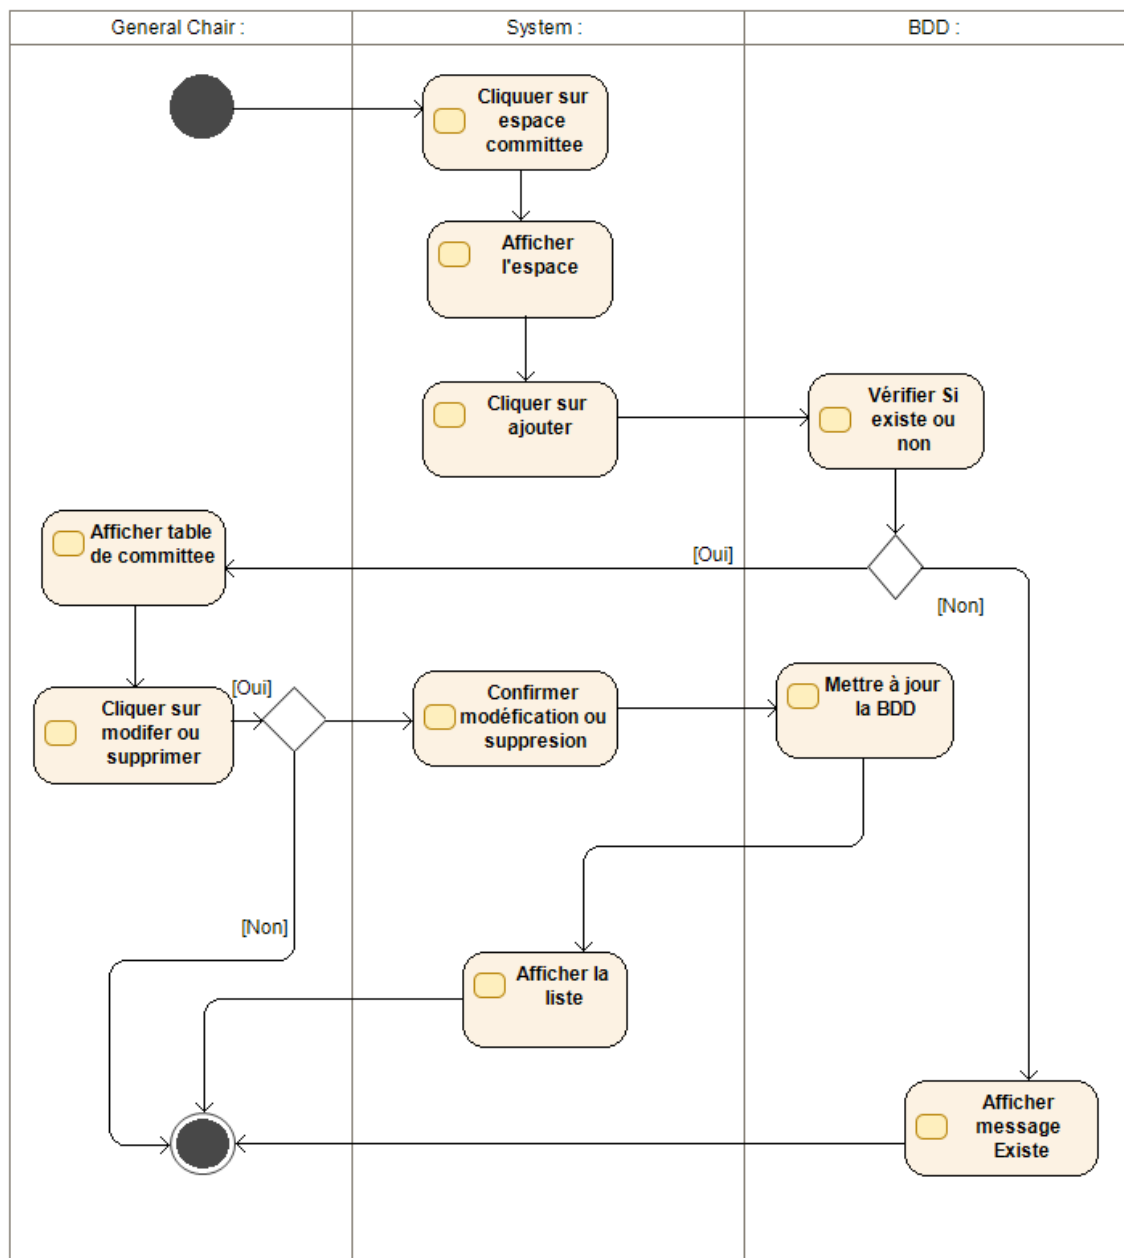 General Chair :
System :
BDD :
Cliquuer sur
espace
committee
Afficher
l'espace
Cliquer sur
ajouter
Vérifier Si
existe ou
non
Afficher table
de committee
[Oui]
[Non]
Cliquer sur
modifer ou
supprimer
[Oui]
Confirmer
modéfication ou
suppresion
Mettre à jour
la BDD
[Non]
Afficher la
liste
Afficher
message
Existe